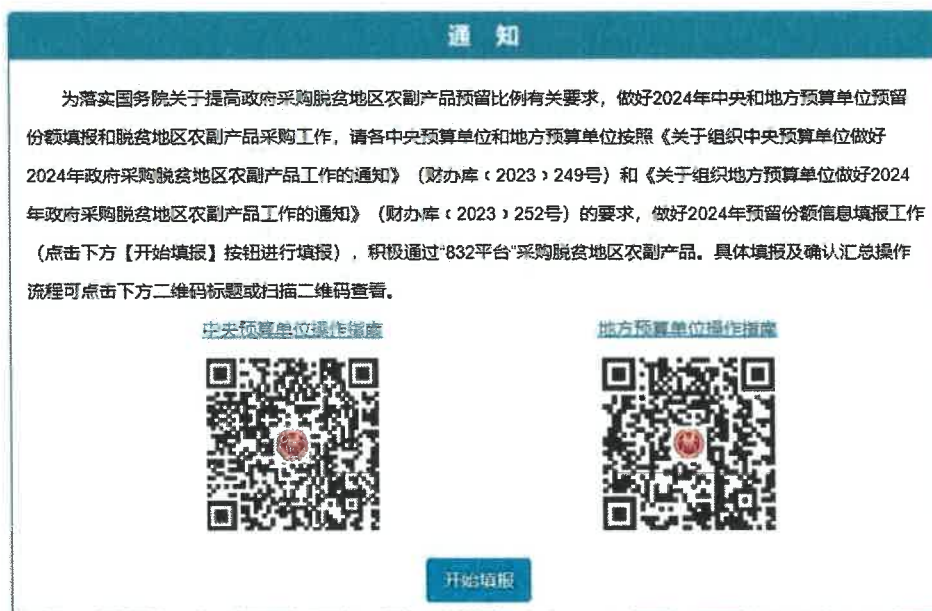 通 知
为落实国务院关于提高政府采购脱贫地区农副产品预留比例有关要求，做好2024年中央和地方预算单位预留
份额填报和脱贫地区农副产品采购工作，请各中央预算单位和地方预算单位按照《关于组织中央预算单位做好
2024年政府采购脱贫地区农副产品工作的通知》（财办库﹝2023﹞249号）和《关于组织地方预算单位做好2024
年政府采购脱贫地区农副产品工作的通知》（财办库﹝2023﹞252号）的要求，做好2024年预留份额信息填报工作
（点击下方【开始填报】按钮进行填报），积极通过“832平台”采购脱贫地区农副产品。具体填报及确认汇总操作
流程可点击下方二维码标题或扫描二维码查看。
中央预算单位操作指南
地方预算单位操作指南
开始填报